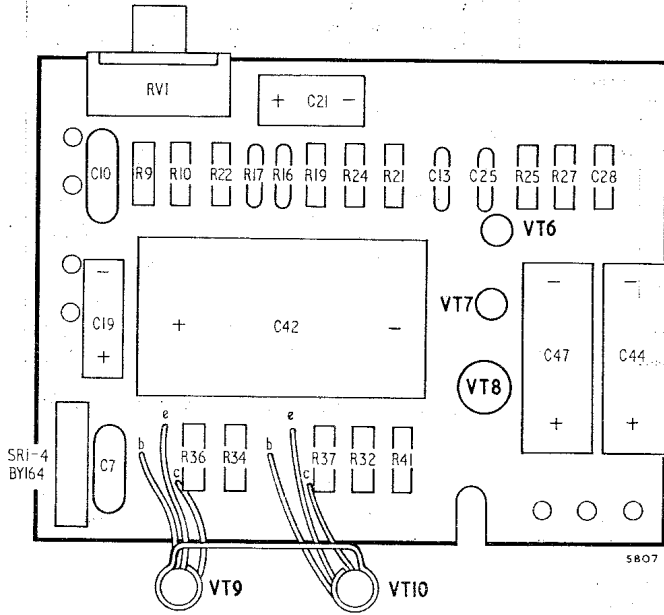 RV1
+ C21 -
C10
R9
R10
R22
R17
R16
R19
R24
R21
C13
C25
R25
R27
C28
VT6
-
C19
+
+ C42 -
VT7
VT8
-
C47
+
-
C44
+
SRI-4
BY164
C7
b
e
c
R36
R34
b
e
c
R37
R32
R41
VT9
VT10
5807